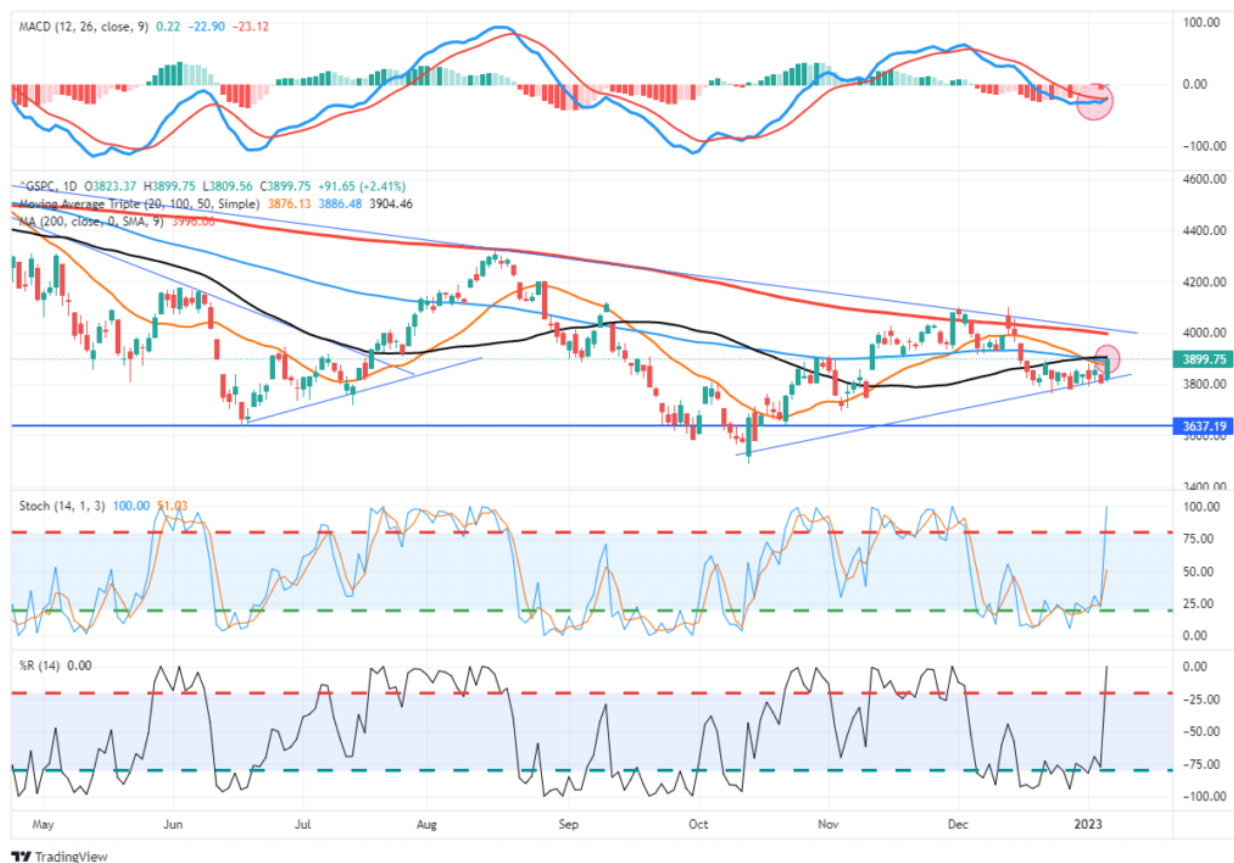 MACD (12, 26, close, 9) 0.22 −22.90 −23.12
100.00
0.00
−100.00
^GSPC, 1D O3823.37 H3899.75 L3809.56 C3899.75 +91.65 (+2.41%)
Moving Average Triple (20, 100, 50, Simple) 3876.13 3886.48 3904.46
MA (200, close, 0, SMA, 9) 3996.06
4600.00
4400.00
4200.00
4000.00
3899.75
3800.00
3637.19
3600.00
3400.00
Stoch (14, 1, 3) 100.00 51.03
100.00
75.00
50.00
25.00
0.00
%R (14) 0.00
0.00
−25.00
−50.00
−75.00
−100.00
May Jun Jul Aug Sep Oct Nov Dec 2023
TradingView